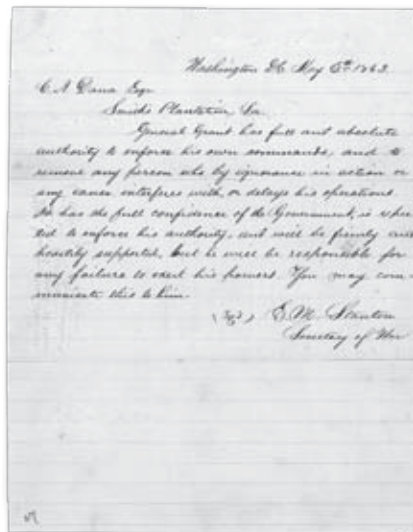 Washington DC May 6th 1863.
C. A Dana Esqr
Smiths Plantation La.
General Grant has full and absolute
authority to enforce his own commands, and to
remove any person who by ignorance in action or
any cause interferes with or delays his operations
He has the full confidence of the Government, is expec
ted to enforce his authority, and will be firmly and
heartily supported, but he will be responsible for
any failure to exert his powers. You may com-
municate this to him.
E. M. Stanton
Secretary of War